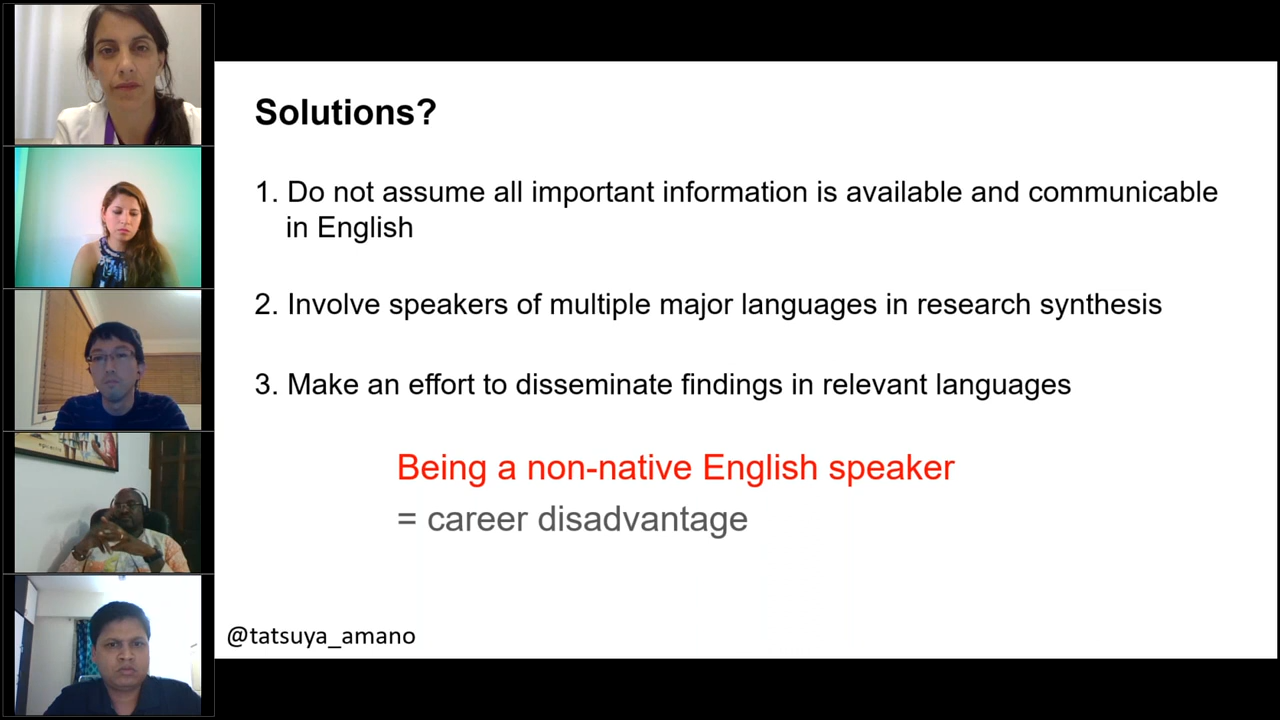 Solutions?
1. Do not assume all important information is available and communicable
in English
2. Involve speakers of multiple major languages in research synthesis
3. Make an effort to disseminate findings in relevant languages
Being a non-native English speaker
= career disadvantage
@tatsuya_amano